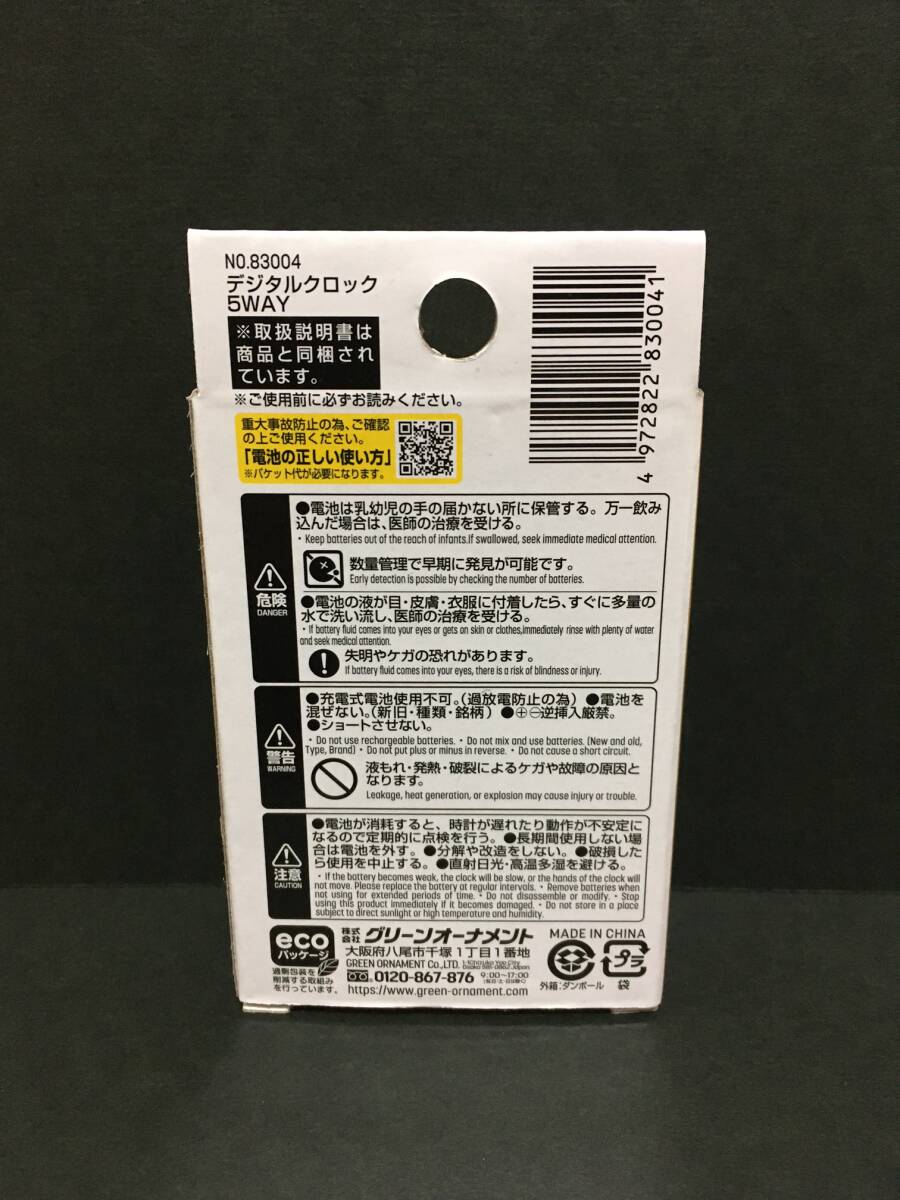 NO.83004
デジタルクロック
5WAY
※取扱説明書は
商品と同梱され
ています。
※ご使用前に必ずお読みください。
重大事故防止の為、ご確認
の上ご使用ください。
「電池の正しい使い方」
※パケット代が必要になります。
4 972822 830041
危険
DANGER
●電池は乳幼児の手の届かない所に保管する。万一飲み
込んだ場合は、医師の治療を受ける。
・Keep batteries out of the reach of infants.If swallowed, seek immediate medical attention.
数量管理で早期に発見が可能です。
Early detection is possible by checking the number of batteries.
●電池の液が目・皮膚・衣服に付着したら、すぐに多量の
水で洗い流し、医師の治療を受ける。
・If battery fluid comes into your eyes or gets on skin or clothes,immediately rinse with plenty of water
and seek medical attention.
失明やケガの恐れがあります。
If battery fluid comes into your eyes, there is a risk of blindness or injury.
警告
WARNING
●充電式電池使用不可。(過放電防止の為) ●電池を
混ぜない。(新旧・種類・銘柄) ●⊕⊖逆挿入厳禁。
●ショートさせない。
・Do not use rechargeable batteries. ・Do not mix and use batteries. (New and old,
Type, Brand)・Do not put plus or minus in reverse. ・Do not cause a short circuit.
液もれ・発熱・破裂によるケガや故障の原因と
なります。
Leakage, heat generation, or explosion may cause injury or trouble.
注意
CAUTION
●電池が消耗すると、時計が遅れたり動作が不安定に
なるので定期的に点検を行う。●長期間使用しない場
合は電池を外す。●分解や改造をしない。●破損した
ら使用を中止する。●直射日光・高温多湿を避ける。
・If the battery becomes weak, the clock will be slow, or the hands of the clock will
not move. Please replace the battery at regular intervals. ・Remove batteries when
not using for extended periods of time. ・Do not disassemble or modify. ・Stop
using this product immediately if it becomes damaged. ・Do not store in a place
subject to direct sunlight or high temperature and humidity.
eco
パッケージ
過剰包装を
削減する取組み
を行っています。
株式会社 グリーンオーナメント
大阪府八尾市千塚1丁目1番地
GREEN ORNAMENT Co.,LTD.
0120-867-876 9:00~17:00
https://www.green-ornament.com
MADE IN CHINA
外箱:ダンボール
プラ
袋